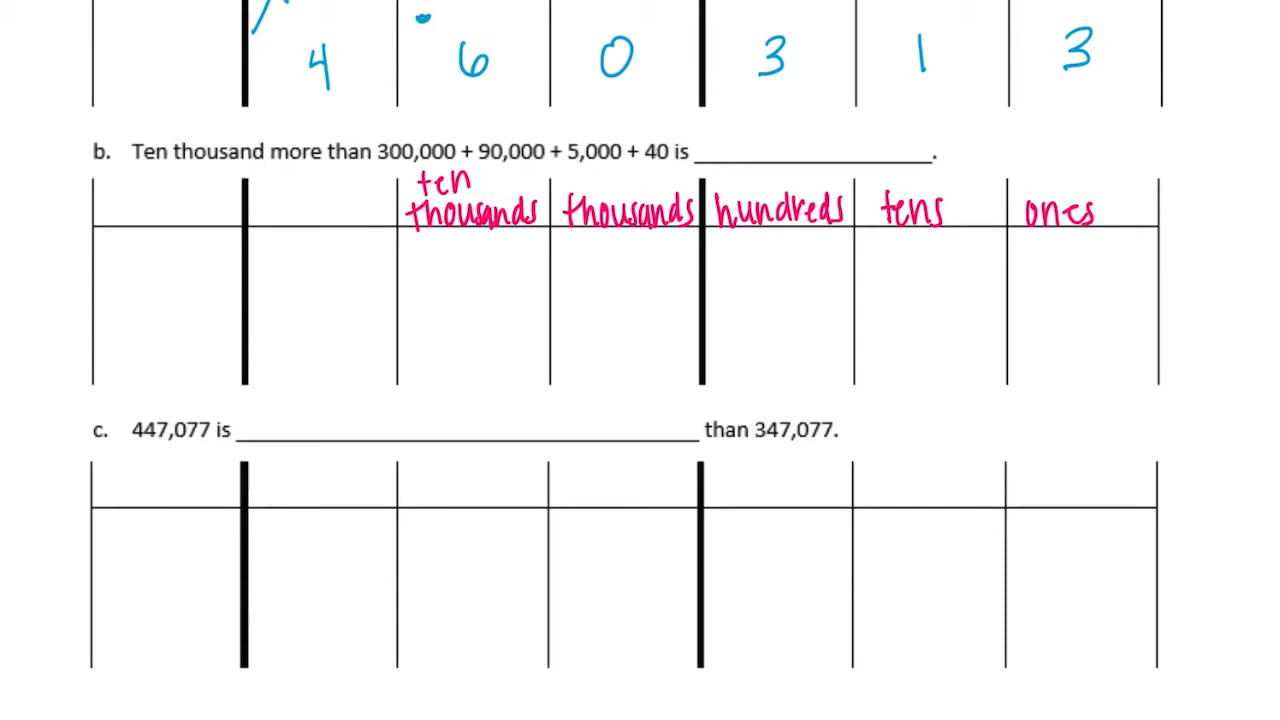 4 6 0 3 1 3
b. Ten thousand more than 300,000 + 90,000 + 5,000 + 40 is ____________________.
ten
thousands thousands hundreds tens ones
c. 447,077 is ________________________________________ than 347,077.